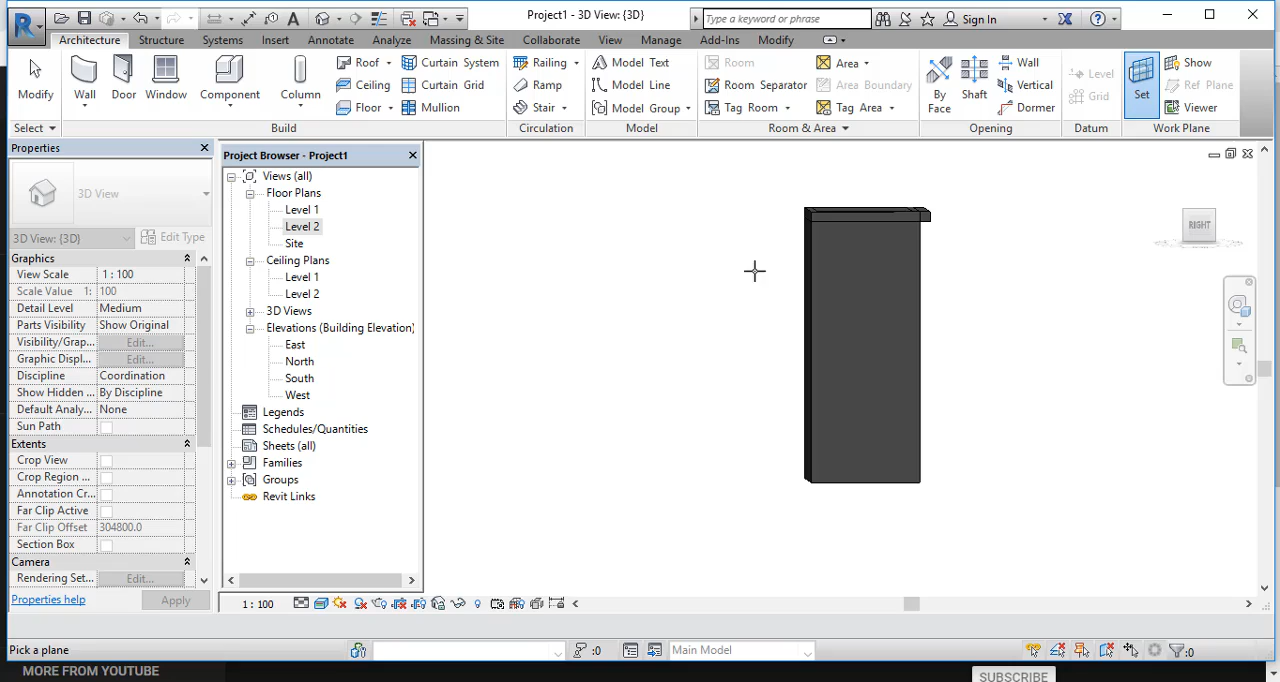 Project1 - 3D View: {3D}
Type a keyword or phrase
Sign In
Architecture Structure Systems Insert Annotate Analyze Massing & Site Collaborate View Manage Add-Ins Modify
Modify
Wall
Door
Window
Component
Column
Roof
Ceiling
Floor
Curtain System
Curtain Grid
Mullion
Railing
Ramp
Stair
Model Text
Model Line
Model Group
Room
Room Separator
Tag Room
Area
Area Boundary
Tag Area
By Face
Shaft
Wall
Vertical
Dormer
Level
Grid
Set
Show
Ref Plane
Viewer
Select Build Circulation Model Room & Area Opening Datum Work Plane
Properties
3D View
3D View: {3D} Edit Type
Graphics
View Scale 1 : 100
Scale Value 1: 100
Detail Level Medium
Parts Visibility Show Original
Visibility/Grap... Edit...
Graphic Displ... Edit...
Discipline Coordination
Show Hidden ... By Discipline
Default Analy... None
Sun Path
Extents
Crop View
Crop Region ...
Annotation Cr...
Far Clip Active
Far Clip Offset 304800.0
Section Box
Camera
Rendering Set... Edit...
Properties help Apply
Project Browser - Project1
Views (all)
Floor Plans
Level 1
Level 2
Site
Ceiling Plans
Level 1
Level 2
3D Views
Elevations (Building Elevation)
East
North
South
West
Legends
Schedules/Quantities
Sheets (all)
Families
Groups
Revit Links
RIGHT
1 : 100
Pick a plane
:0
Main Model
:0
MORE FROM YOUTUBE
SUBSCRIBE